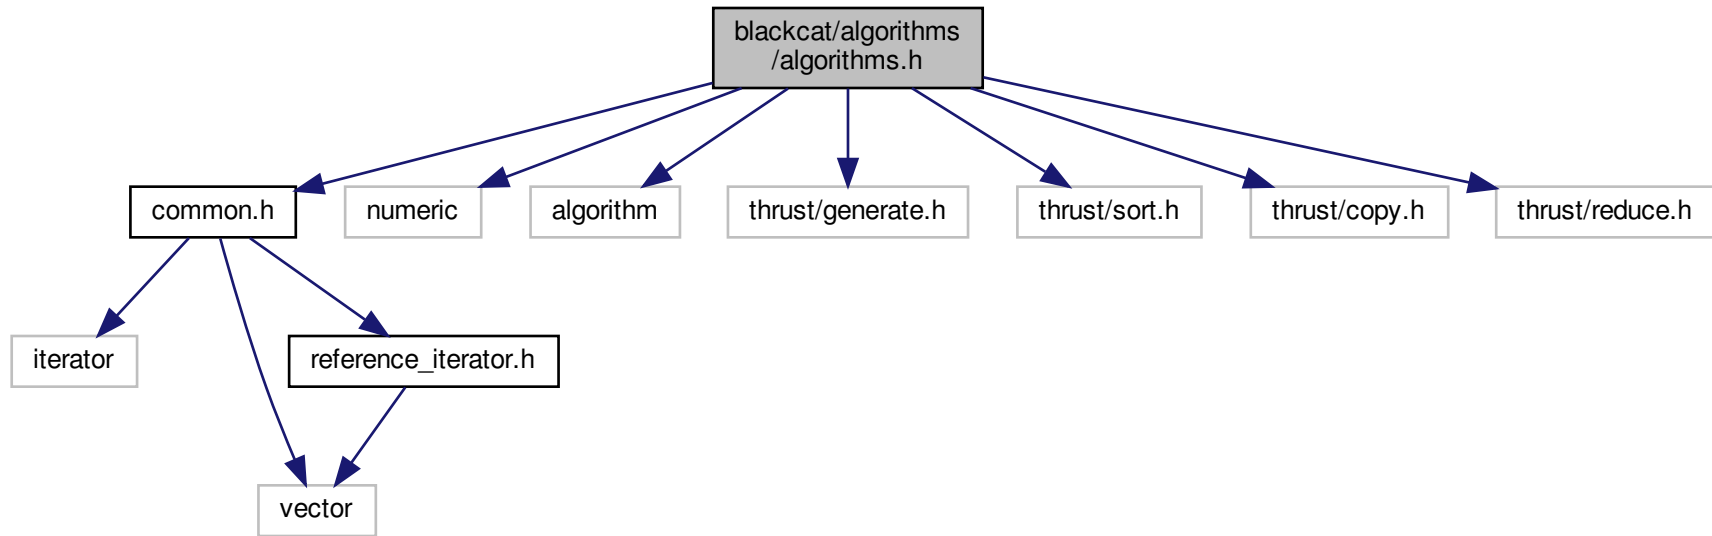 blackcat/algorithms
/algorithms.h
common.h
numeric
algorithm
thrust/generate.h
thrust/sort.h
thrust/copy.h
thrust/reduce.h
iterator
reference_iterator.h
vector